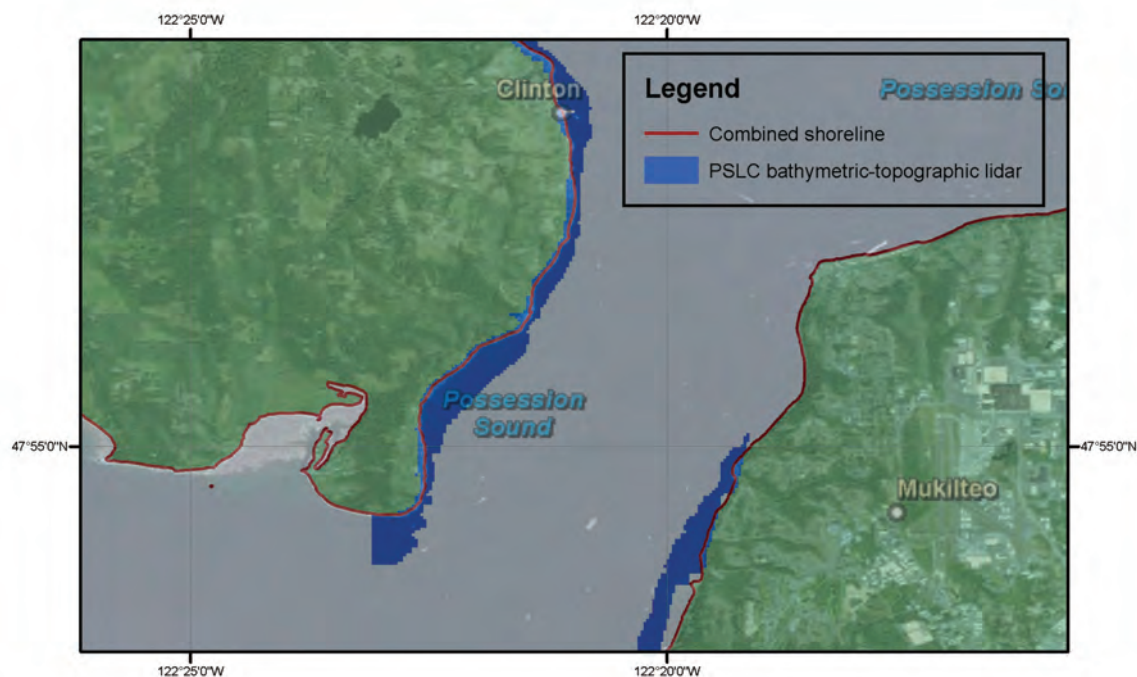 122°25'0"W
122°20'0"W
Clinton
Legend
Combined shoreline
PSLC bathymetric-topographic lidar
Possession So
Possession
Sound
47°55'0"N
47°55'0"N
Mukilteo
122°25'0"W
122°20'0"W